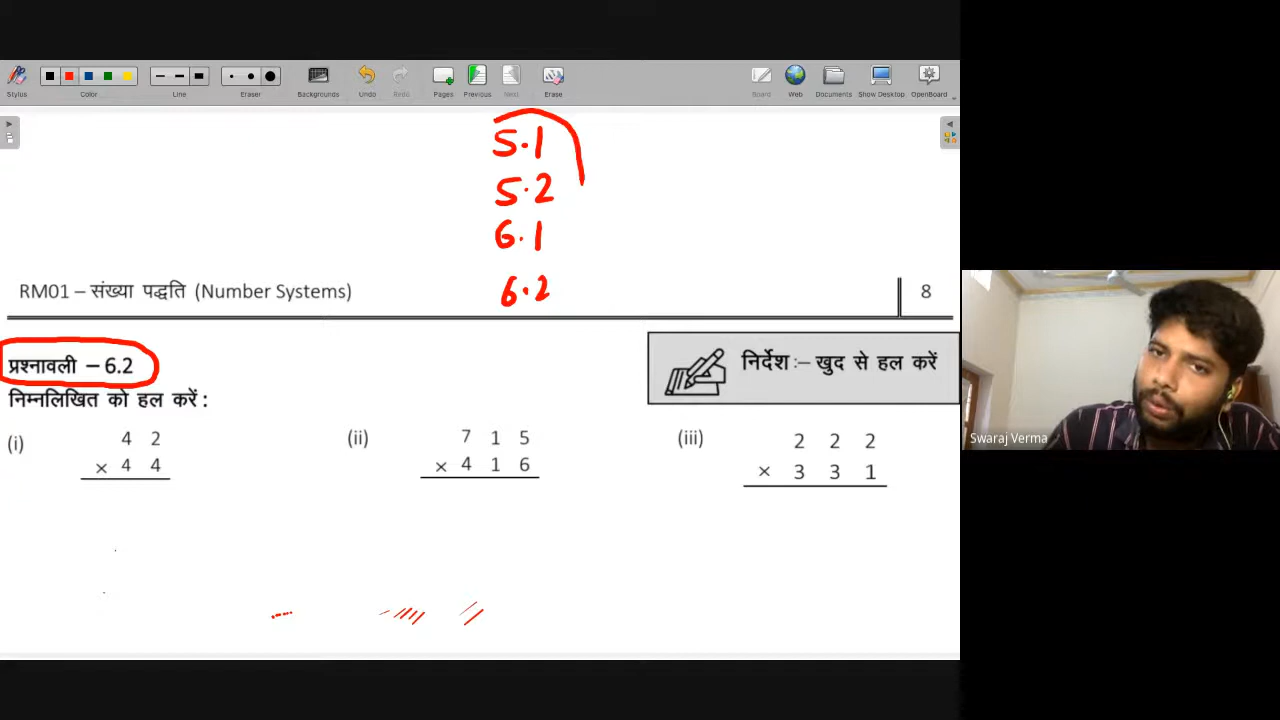 Stylus Color Line Eraser Backgrounds Undo Redo Pages Previous Next Erase Board Web Documents Show Desktop OpenBoard
5.1
5.2
6.1
6.2
RM01 – संख्या पद्धति (Number Systems) 8
प्रश्नावली – 6.2
निर्देश :– खुद से हल करें
निम्नलिखित को हल करें :
(i) 4 2
× 4 4
(ii) 7 1 5
× 4 1 6
(iii) 2 2 2
× 3 3 1
Swaraj Verma